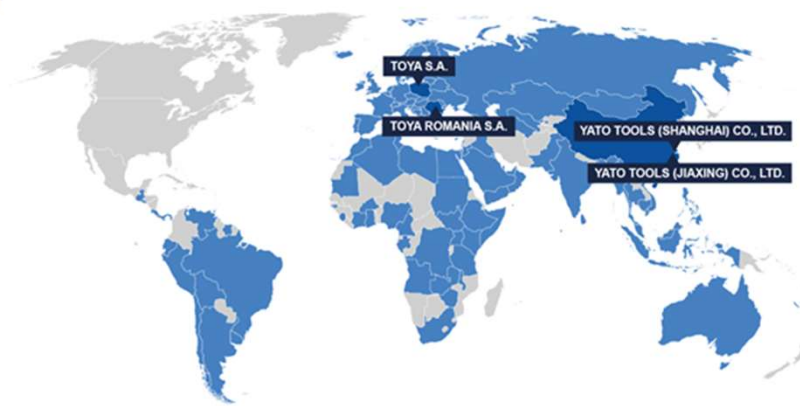 TOYA S.A.
TOYA ROMANIA S.A.
YATO TOOLS (SHANGHAI) CO., LTD.
YATO TOOLS (JIAXING) CO., LTD.